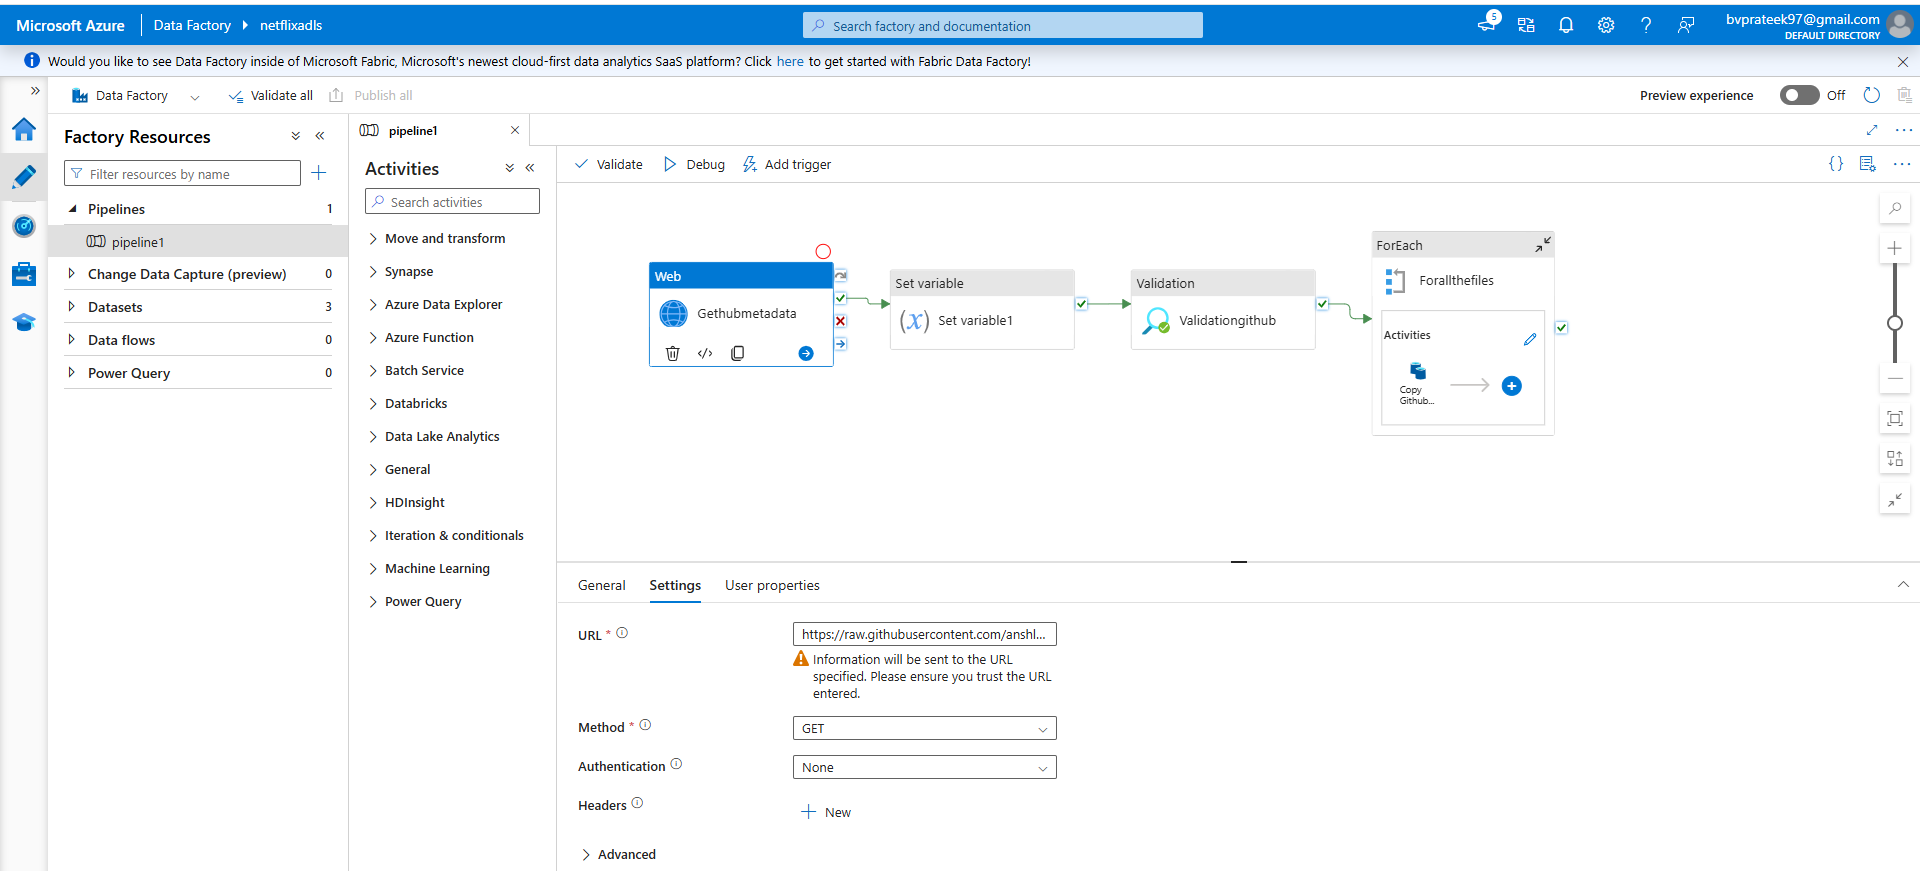 Microsoft Azure
Data Factory
netflixadls
Search factory and documentation
5
bvprateek97@gmail.com
DEFAULT DIRECTORY
Would you like to see Data Factory inside of Microsoft Fabric, Microsoft's newest cloud-first data analytics SaaS platform? Click here to get started with Fabric Data Factory!
Data Factory
Validate all
Publish all
Preview experience
Off
Factory Resources
Filter resources by name
Pipelines 1
pipeline1
Change Data Capture (preview) 0
Datasets 3
Data flows 0
Power Query 0
pipeline1
Activities
Search activities
Move and transform
Synapse
Azure Data Explorer
Azure Function
Batch Service
Databricks
Data Lake Analytics
General
HDInsight
Iteration & conditionals
Machine Learning
Power Query
Validate
Debug
Add trigger
Web
Gethubmetadata
Set variable
(x) Set variable1
Validation
Validationgithub
ForEach
Forallthefiles
Activities
Copy
Github...
General
Settings
User properties
URL *
https://raw.githubusercontent.com/anshl...
Information will be sent to the URL
specified. Please ensure you trust the URL
entered.
Method *
GET
Authentication
None
Headers
New
Advanced